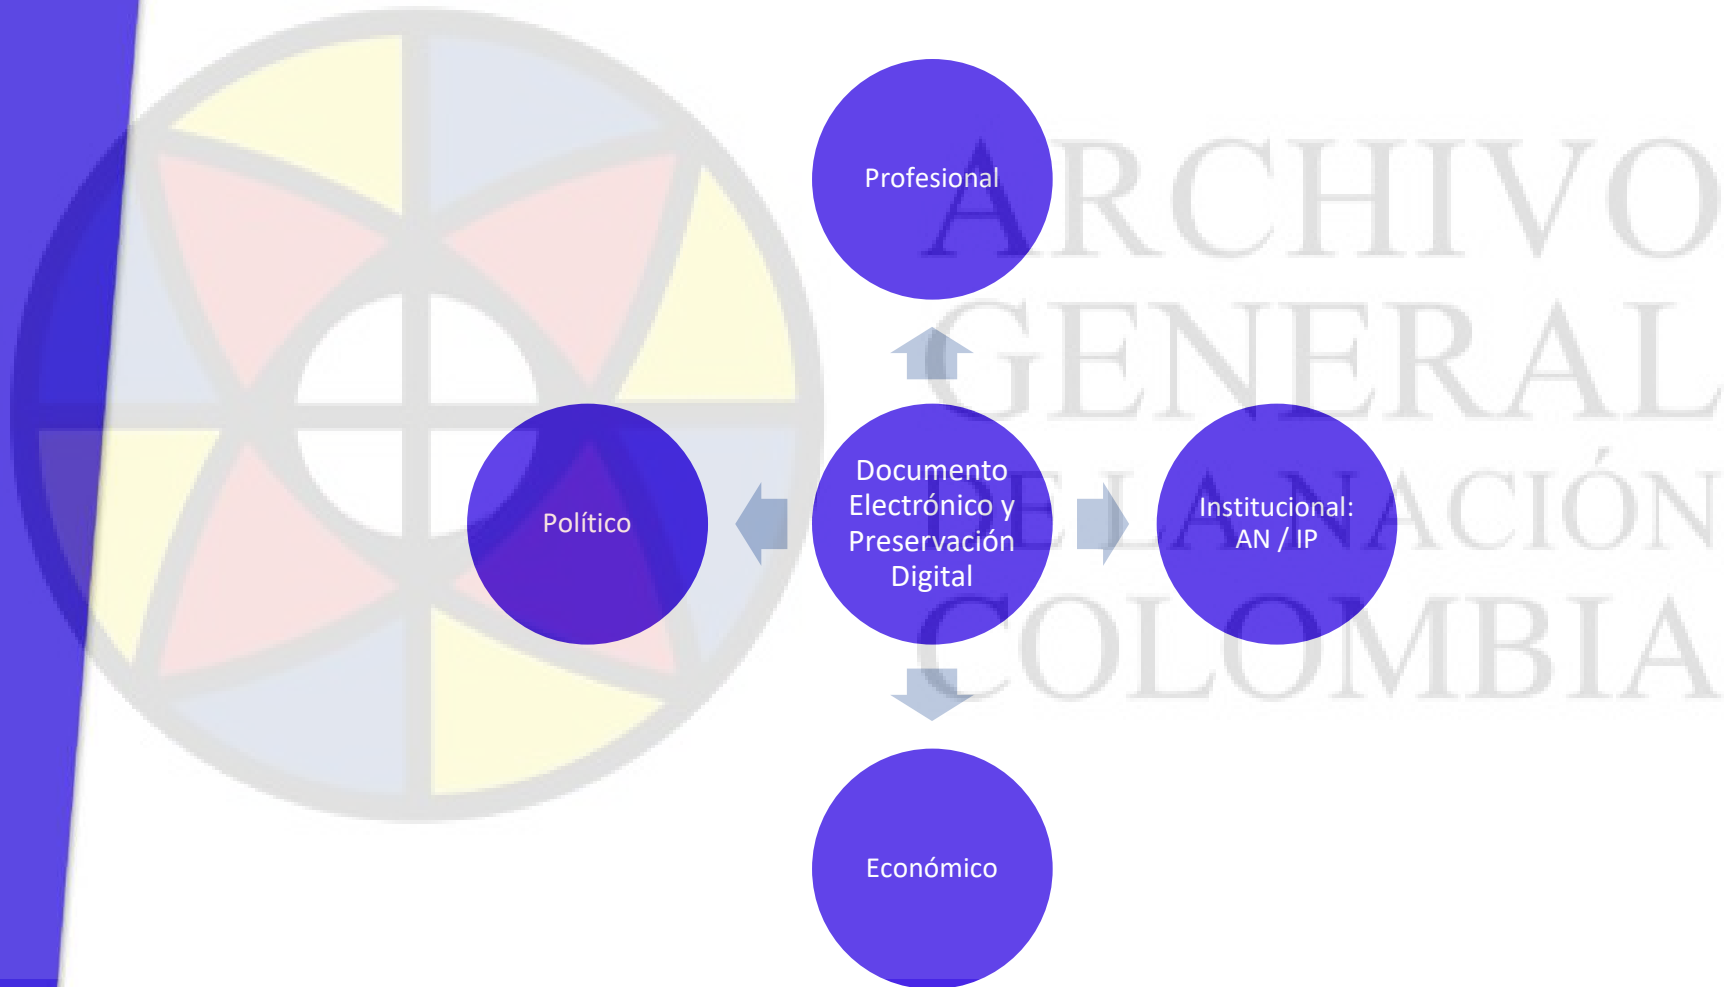 Profesional
Político
Documento
Electrónico y
Preservación
Digital
Institucional:
AN / IP
Económico
ARCHIVO
GENERAL
DE LA NACIÓN
COLOMBIA